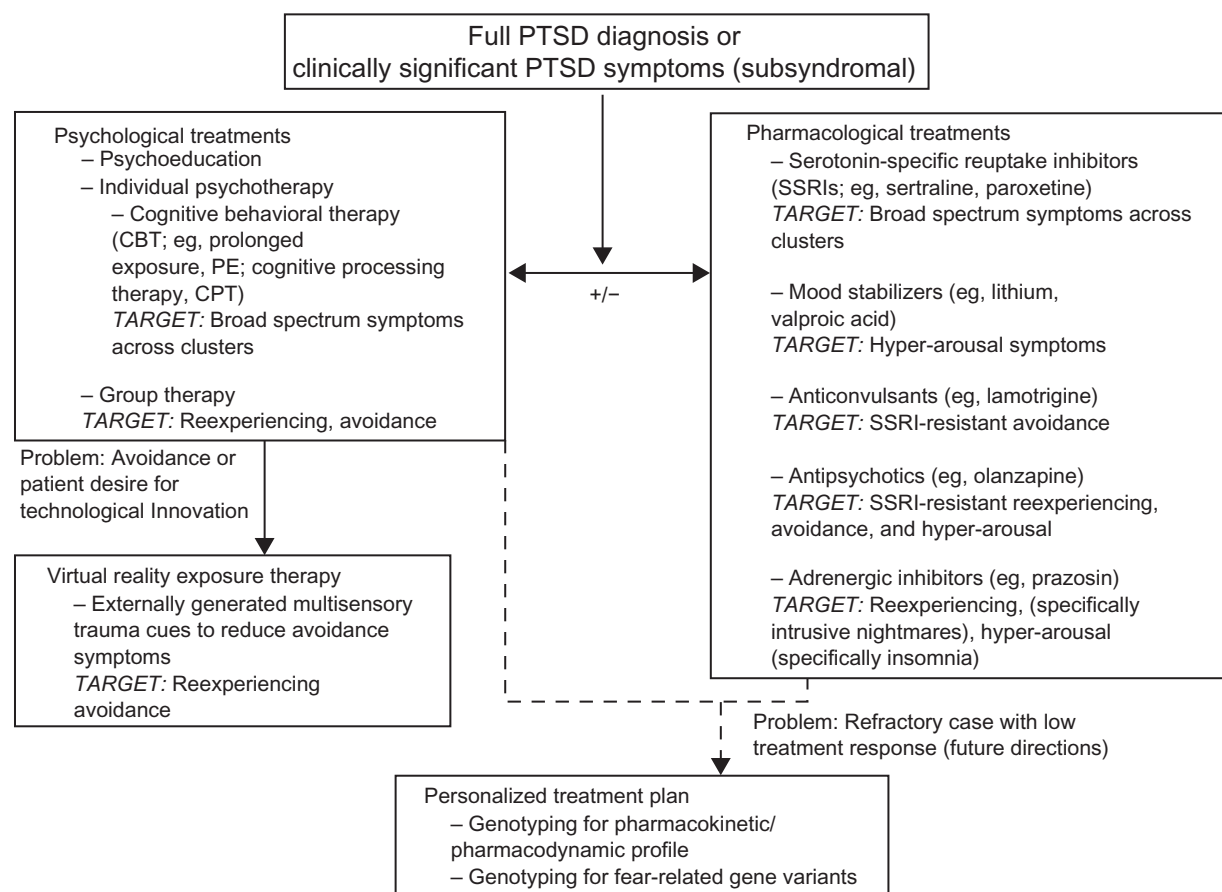 Full PTSD diagnosis or
clinically significant PTSD symptoms (subsyndromal)
Psychological treatments
– Psychoeducation
– Individual psychotherapy
– Cognitive behavioral therapy
(CBT; eg, prolonged
exposure, PE; cognitive processing
therapy, CPT)
TARGET: Broad spectrum symptoms
across clusters
– Group therapy
TARGET: Reexperiencing, avoidance
+/−
Pharmacological treatments
– Serotonin-specific reuptake inhibitors
(SSRIs; eg, sertraline, paroxetine)
TARGET: Broad spectrum symptoms across
clusters
– Mood stabilizers (eg, lithium,
valproic acid)
TARGET: Hyper-arousal symptoms
– Anticonvulsants (eg, lamotrigine)
TARGET: SSRI-resistant avoidance
– Antipsychotics (eg, olanzapine)
TARGET: SSRI-resistant reexperiencing,
avoidance, and hyper-arousal
– Adrenergic inhibitors (eg, prazosin)
TARGET: Reexperiencing, (specifically
intrusive nightmares), hyper-arousal
(specifically insomnia)
Problem: Avoidance or
patient desire for
technological Innovation
Virtual reality exposure therapy
– Externally generated multisensory
trauma cues to reduce avoidance
symptoms
TARGET: Reexperiencing
avoidance
Problem: Refractory case with low
treatment response (future directions)
Personalized treatment plan
– Genotyping for pharmacokinetic/
pharmacodynamic profile
– Genotyping for fear-related gene variants